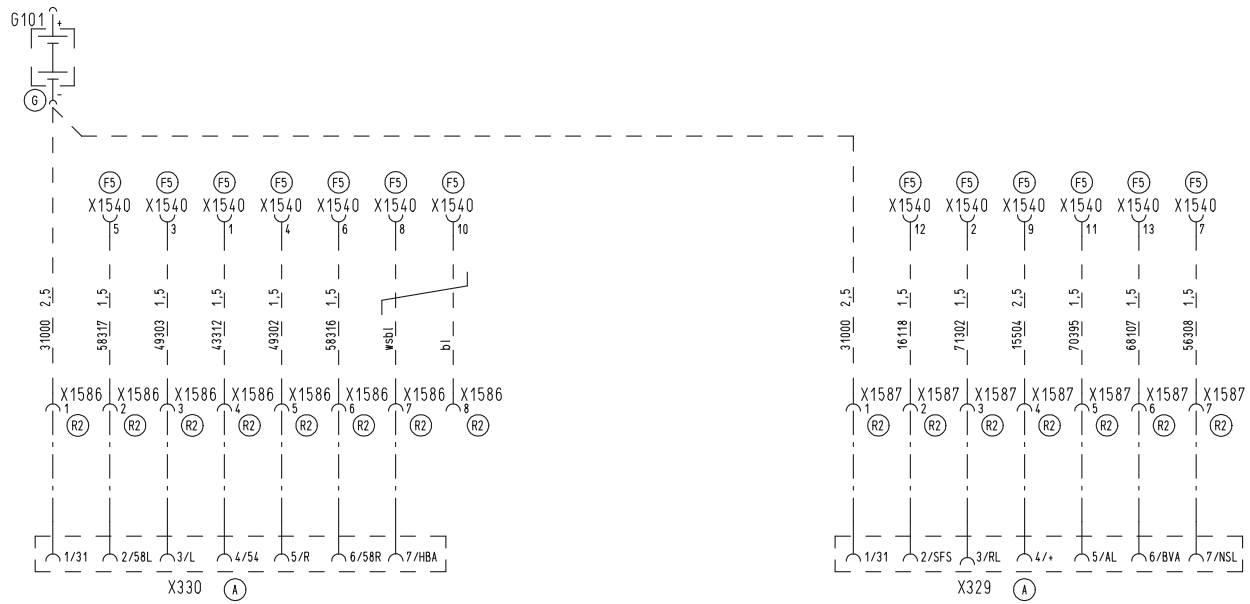 G101 +
-
G
F5 F5 F5 F5 F5 F5 F5 F5 F5 F5 F5 F5 F5
X1540 X1540 X1540 X1540 X1540 X1540 X1540 X1540 X1540 X1540 X1540 X1540 X1540
5 3 1 4 6 8 10 12 2 9 11 13 7
31000 2,5
58317 1,5
49303 1,5
43312 1,5
49302 1,5
58316 1,5
wsbl
bl
31000 2,5
16118 1,5
71302 1,5
15504 2,5
70395 1,5
68107 1,5
56308 1,5
X1586 X1586 X1586 X1586 X1586 X1586 X1586 X1586 X1587 X1587 X1587 X1587 X1587 X1587 X1587
1 2 3 4 5 6 7 8 1 2 3 4 5 6 7
R2 R2 R2 R2 R2 R2 R2 R2 R2 R2 R2 R2 R2 R2 R2
1/31 2/58L 3/L 4/54 5/R 6/58R 7/HBA 1/31 2/SFS 3/RL 4/+ 5/AL 6/BVA 7/NSL
X330 A X329 A